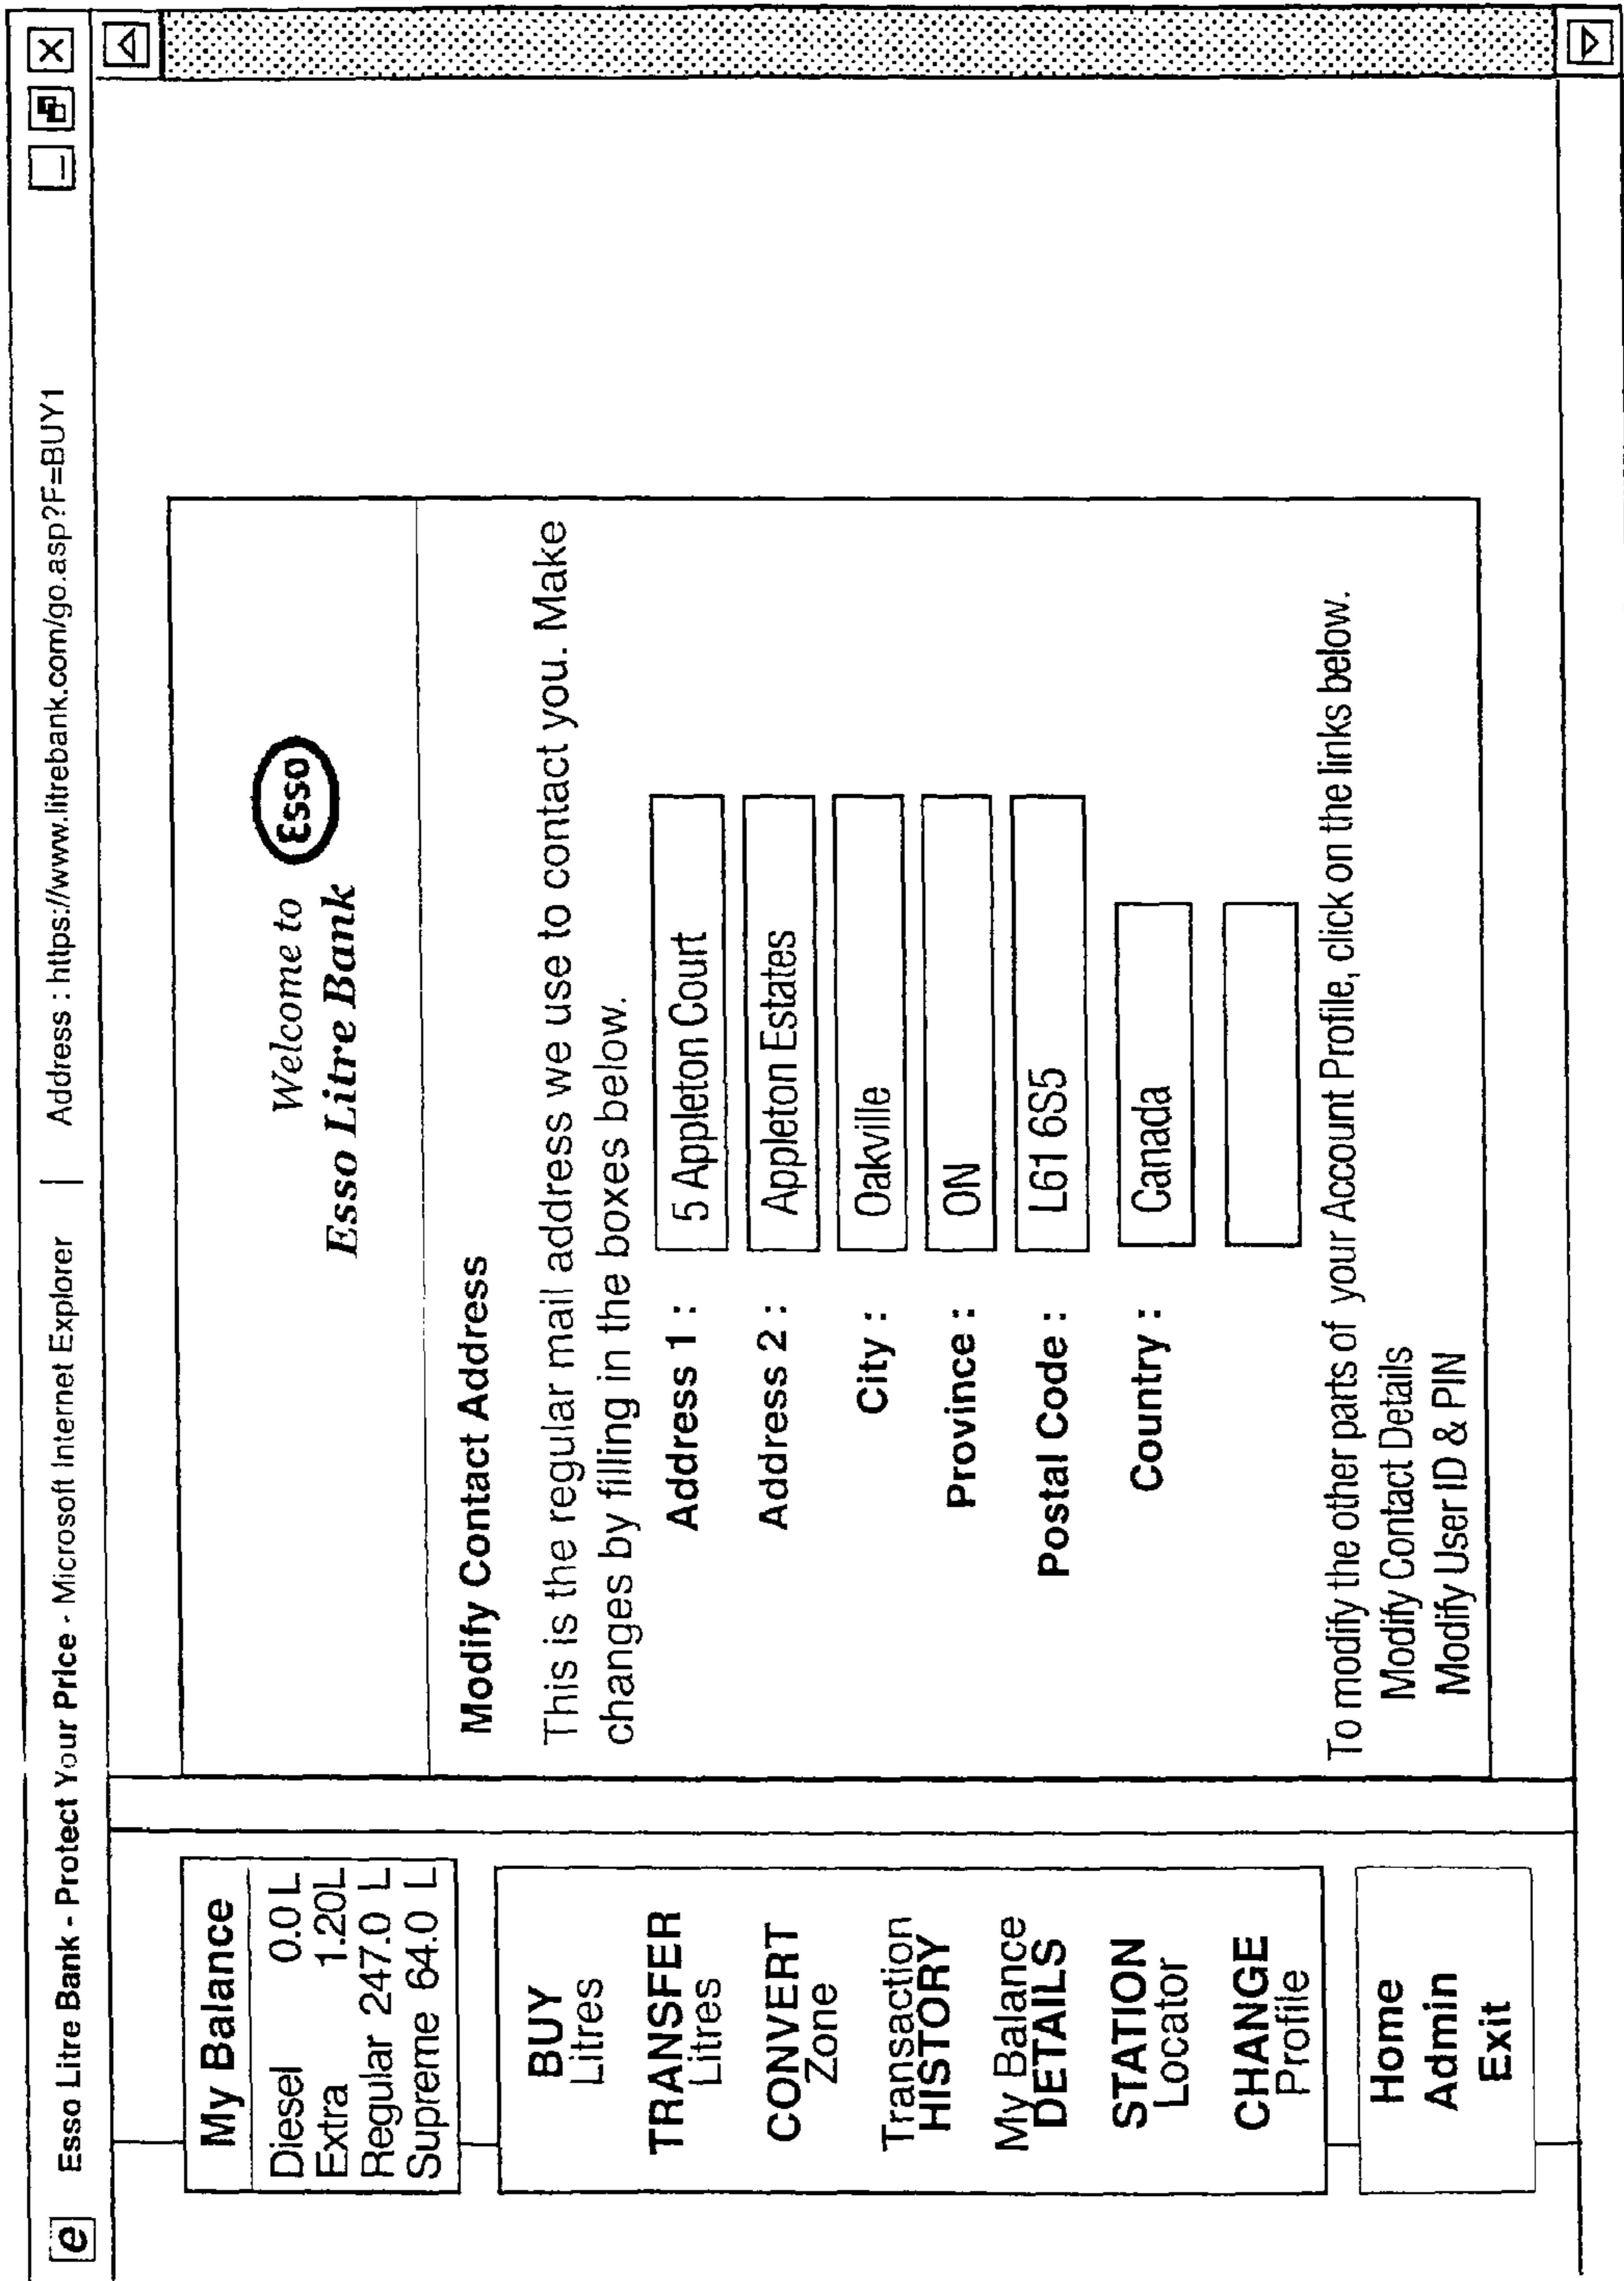 Esso Litre Bank - Protect Your Price - Microsoft Internet Explorer | Address : https://www.litrebank.com/go.asp?F=BUY1
My Balance
Diesel 0.0 L
Extra 1.20L
Regular 247.0 L
Supreme 64.0 L
BUY
Litres
TRANSFER
Litres
CONVERT
Zone
Transaction
HISTORY
My Balance
DETAILS
STATION
Locator
CHANGE
Profile
Home
Admin
Exit
Welcome to
Esso Litre Bank
Esso
Modify Contact Address
This is the regular mail address we use to contact you. Make
changes by filling in the boxes below.
Address 1 : 5 Appleton Court
Address 2 : Appleton Estates
City : Oakville
Province : ON
Postal Code : L61 6S5
Country : Canada
To modify the other parts of your Account Profile, click on the links below.
Modify Contact Details
Modify User ID & PIN